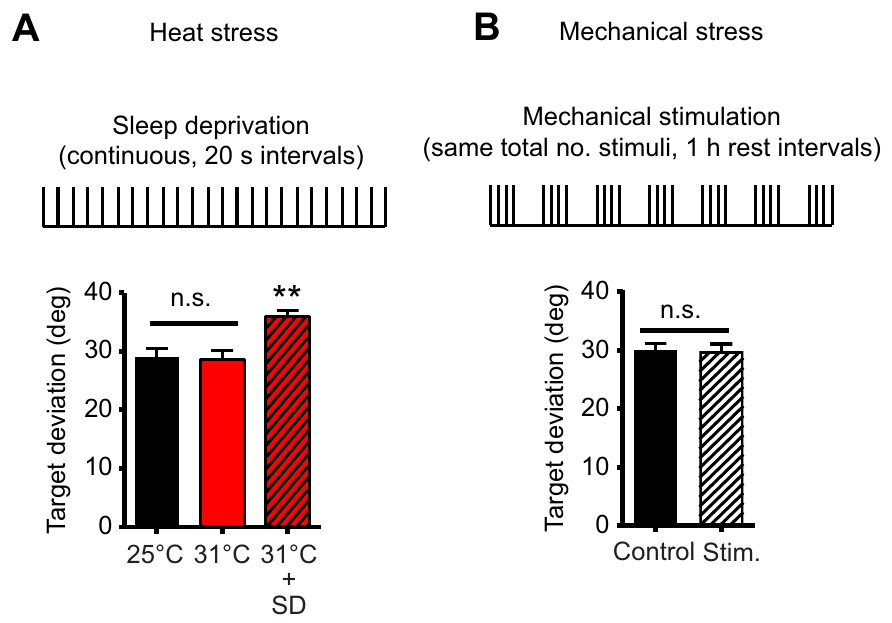 A
Heat stress
Sleep deprivation
(continuous, 20 s intervals)
Target deviation (deg)
40
30
20
10
0
n.s.
**
25°C
31°C
31°C
+
SD
B
Mechanical stress
Mechanical stimulation
(same total no. stimuli, 1 h rest intervals)
Target deviation (deg)
40
30
20
10
0
n.s.
Control
Stim.